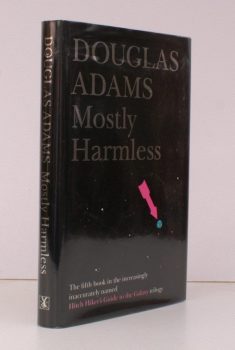 DOUGLAS
ADAMS
Mostly
Harmless
The fifth book in the increasingly
inaccurately named
Hitch Hiker's Guide to the Galaxy trilogy
DOUGLAS ADAMS Mostly Harmless